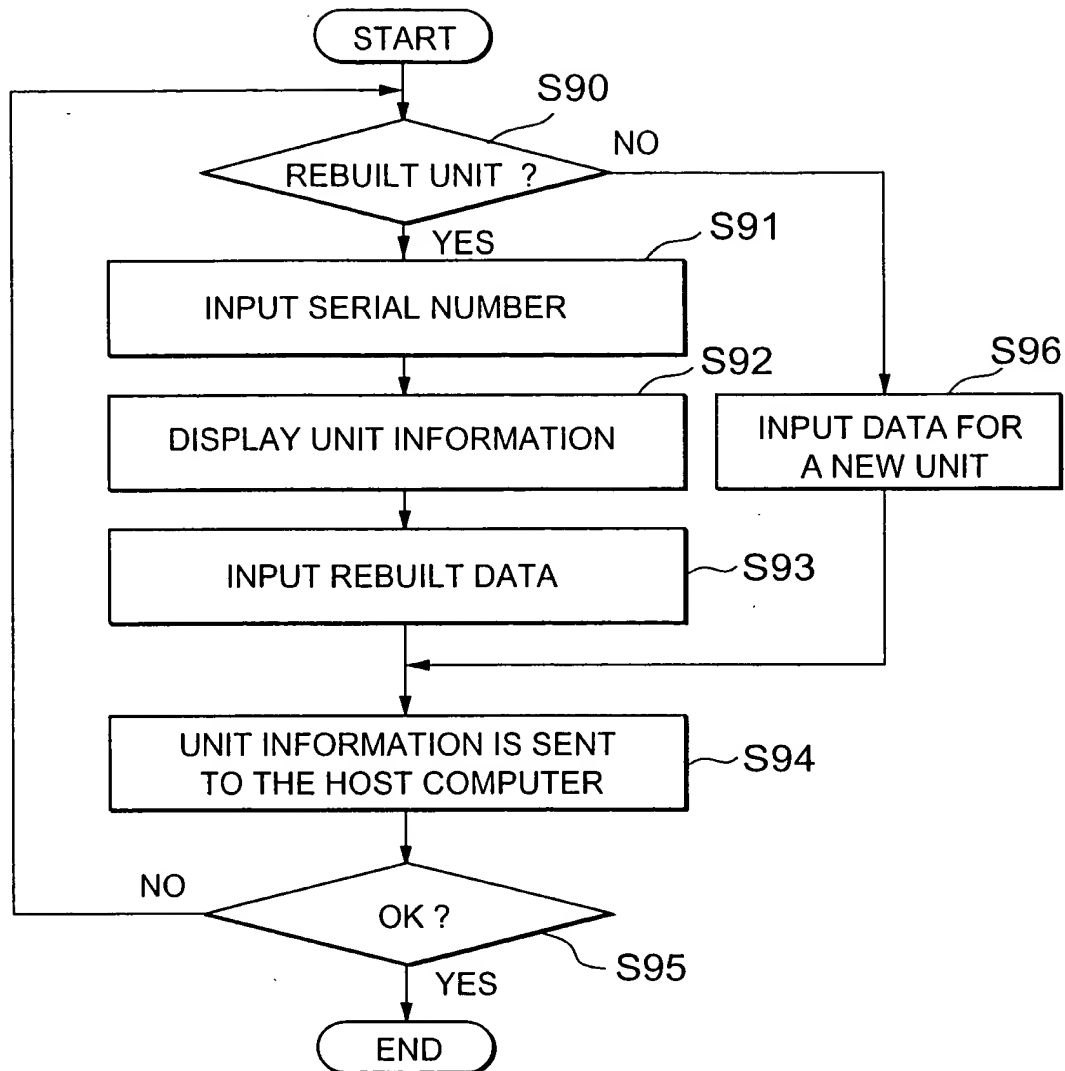 START
S90
REBUILT UNIT ?
NO
YES
S91
INPUT SERIAL NUMBER
S92
DISPLAY UNIT INFORMATION
S96
INPUT DATA FOR
A NEW UNIT
INPUT REBUILT DATA
S93
UNIT INFORMATION IS SENT
TO THE HOST COMPUTER
S94
NO
OK ?
S95
YES
END